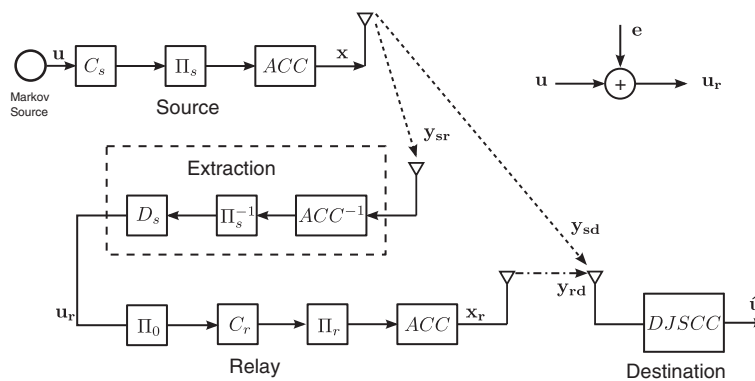 u
C_s
Π_s
ACC
x
Markov
Source
Source
e
u
+
u_r
y_sr
Extraction
D_s
Π_s^{-1}
ACC^{-1}
y_sd
u_r
Π_0
C_r
Π_r
ACC
x_r
y_rd
DJSCC
û
Relay
Destination